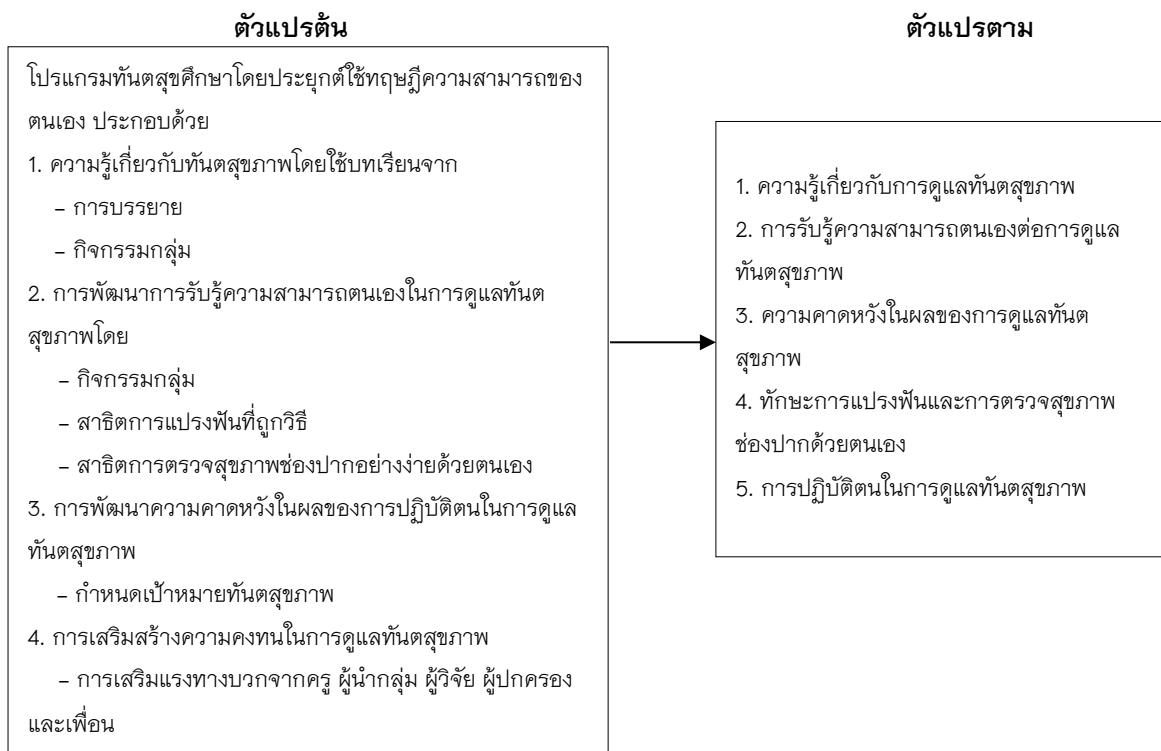 ตัวแปรต้น
โปรแกรมทันตสุขศึกษาโดยประยุกต์ใช้ทฤษฎีความสามารถของ
ตนเอง ประกอบด้วย
1. ความรู้เกี่ยวกับทันตสุขภาพโดยใช้บทเรียนจาก
– การบรรยาย
– กิจกรรมกลุ่ม
2. การพัฒนาการรับรู้ความสามารถตนเองในการดูแลทันต
สุขภาพโดย
– กิจกรรมกลุ่ม
– สาธิตการแปรงฟันที่ถูกวิธี
– สาธิตการตรวจสุขภาพช่องปากอย่างง่ายด้วยตนเอง
3. การพัฒนาความคาดหวังในผลของการปฏิบัติตนในการดูแล
ทันตสุขภาพ
– กำหนดเป้าหมายทันตสุขภาพ
4. การเสริมสร้างความคงทนในการดูแลทันตสุขภาพ
– การเสริมแรงทางบวกจากครู ผู้นำกลุ่ม ผู้วิจัย ผู้ปกครอง
และเพื่อน
ตัวแปรตาม
1. ความรู้เกี่ยวกับการดูแลทันตสุขภาพ
2. การรับรู้ความสามารถตนเองต่อการดูแล
ทันตสุขภาพ
3. ความคาดหวังในผลของการดูแลทันต
สุขภาพ
4. ทักษะการแปรงฟันและการตรวจสุขภาพ
ช่องปากด้วยตนเอง
5. การปฏิบัติตนในการดูแลทันตสุขภาพ